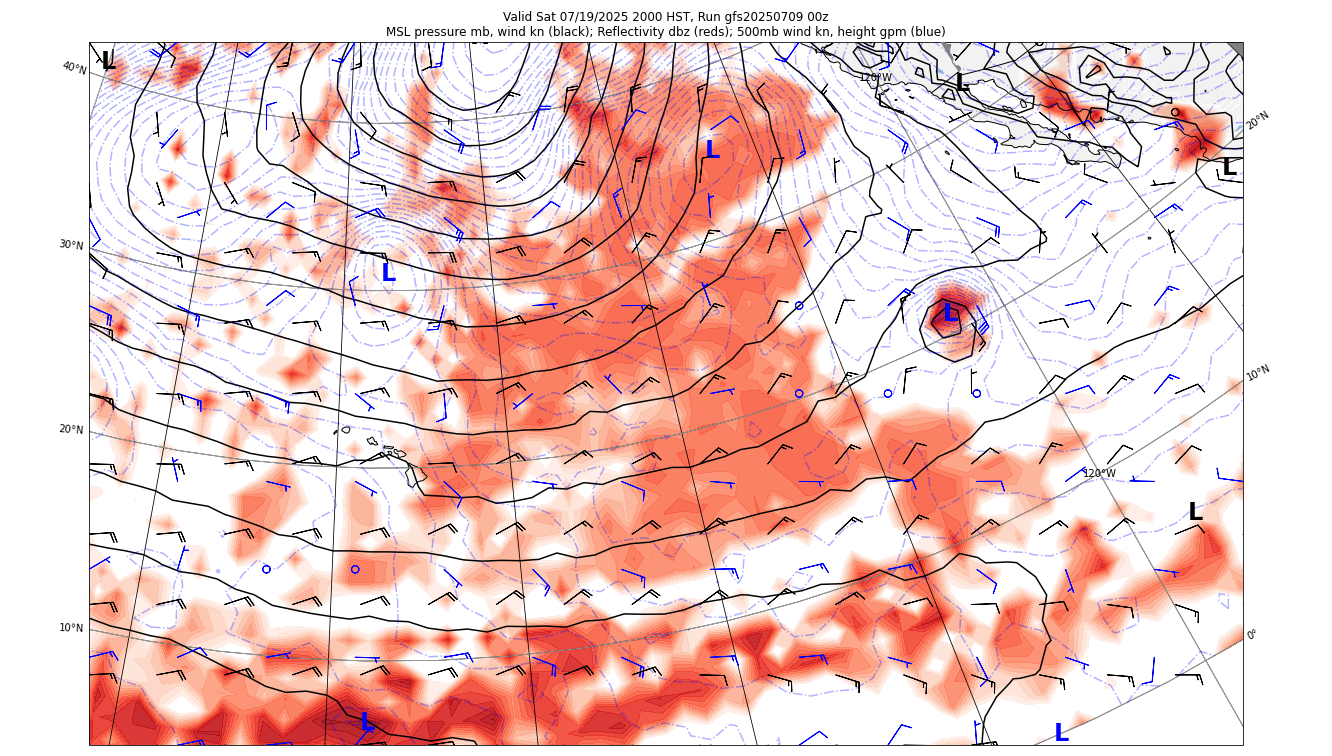 Valid Sat 07/19/2025 2000 HST, Run gfs20250709 00z
MSL pressure mb, wind kn (black); Reflectivity dbz (reds); 500mb wind kn, height gpm (blue)
L
40°N
120°W
L
20°N
L
L
30°N
L
L
10°N
20°N
120°W
L
10°N
0°
L
L